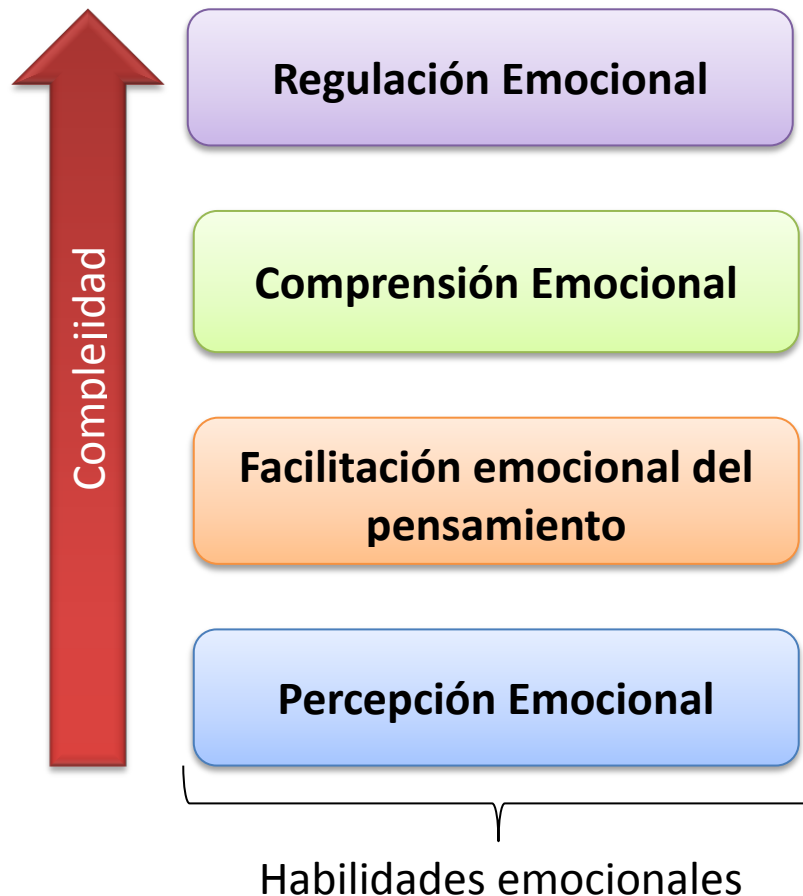 Regulación Emocional
Comprensión Emocional
Facilitación emocional del
pensamiento
Percepción Emocional
Complejidad
Habilidades emocionales